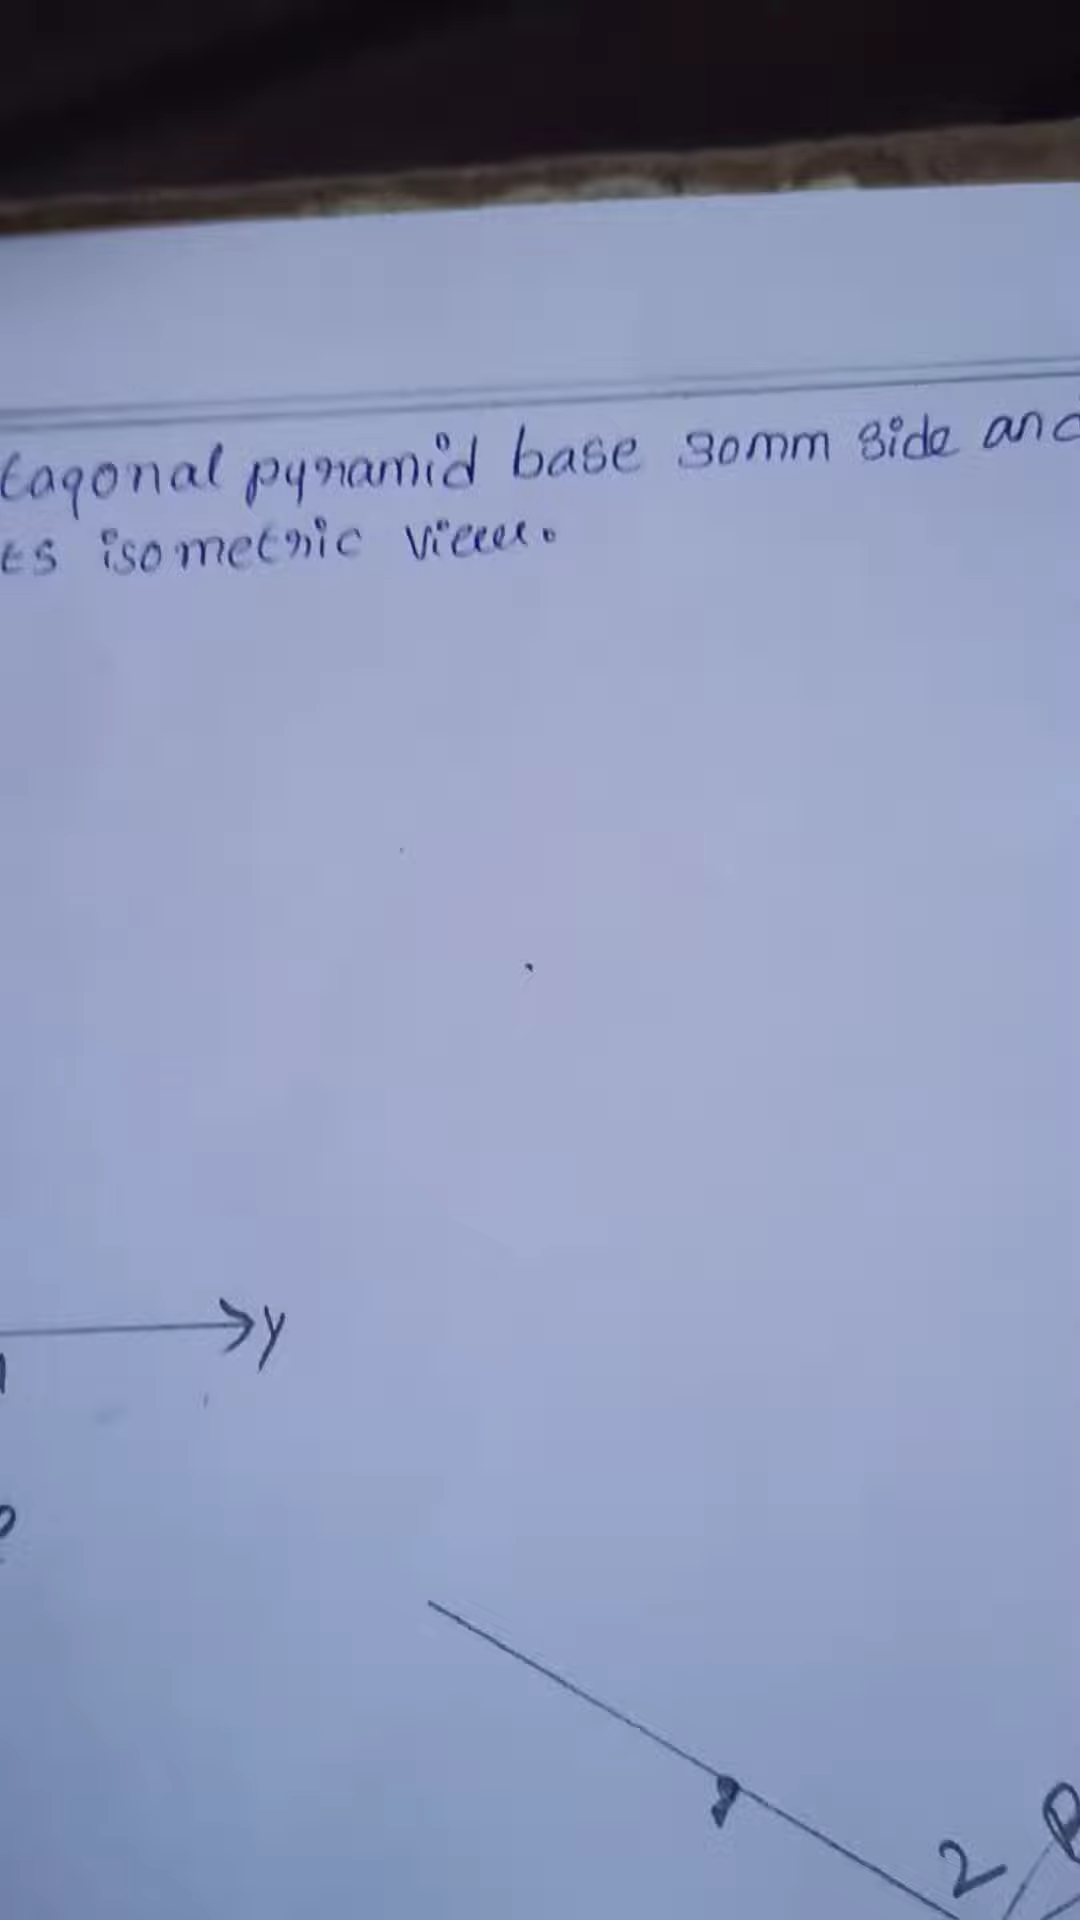 tagonal pyramid base 30mm side and
ts isometric view.
y
2